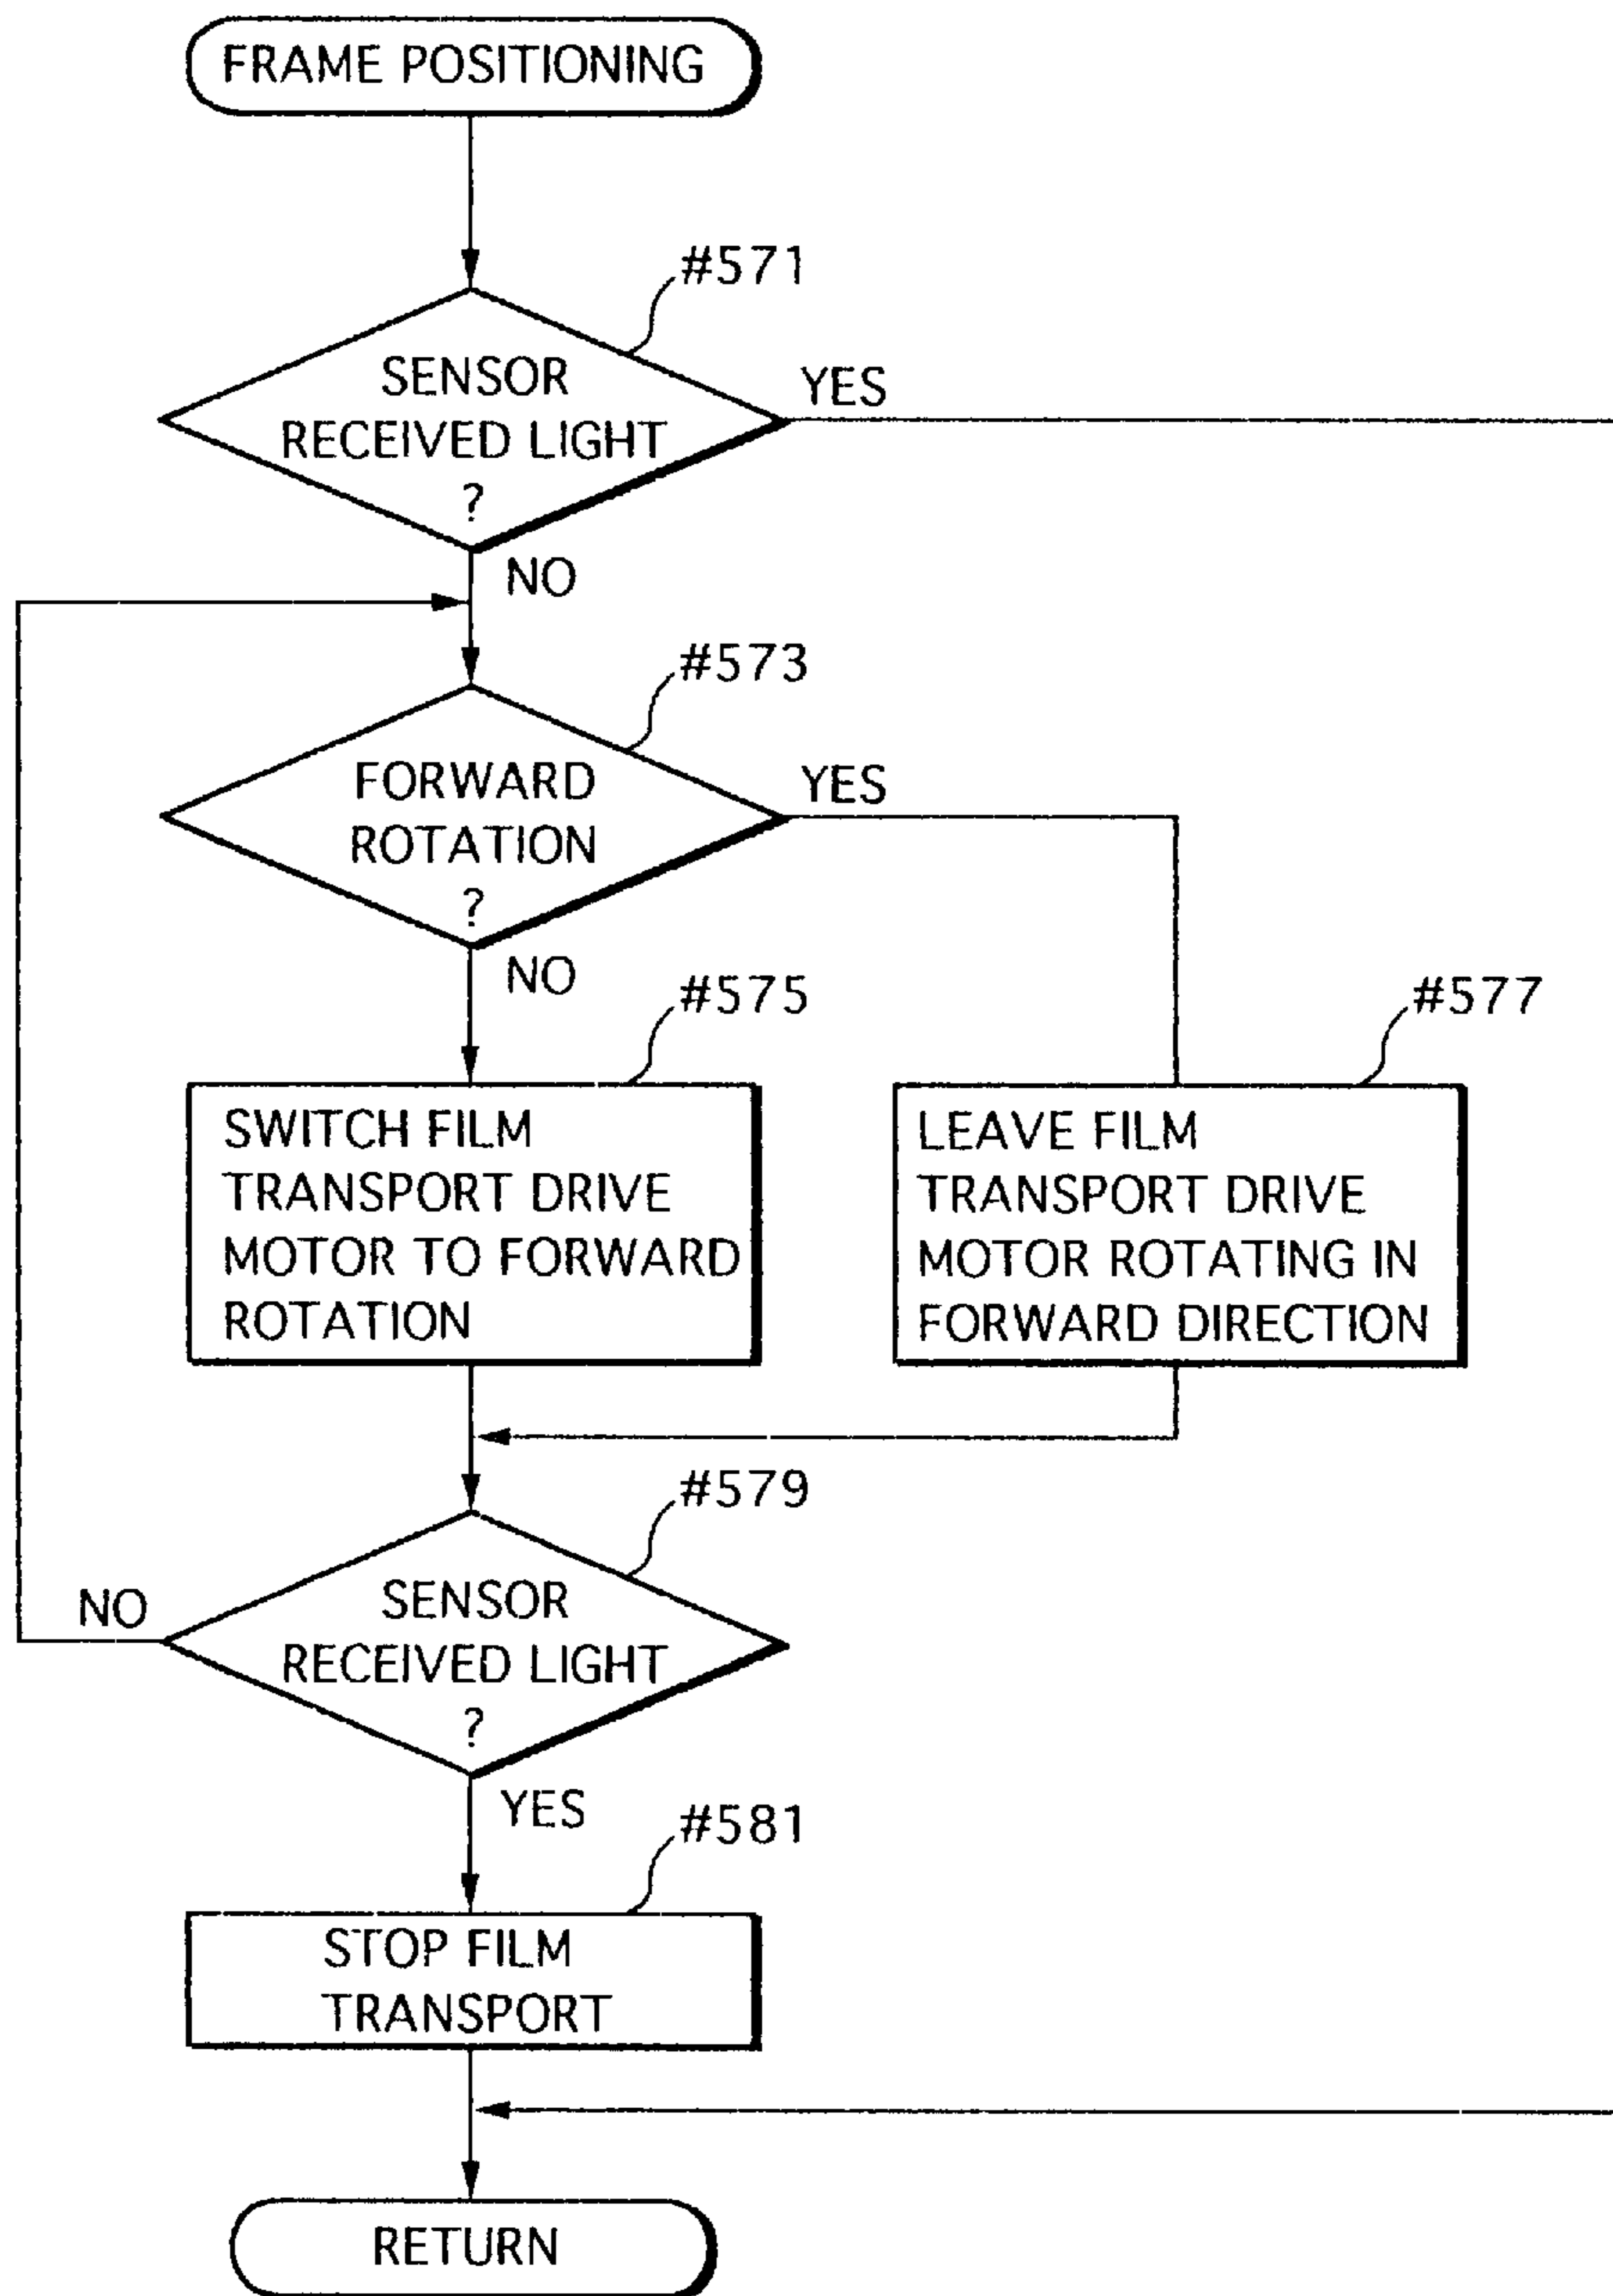 FRAME POSITIONING
#571
SENSOR
RECEIVED LIGHT
?
YES
NO
#573
FORWARD
ROTATION
?
YES
NO
#575
SWITCH FILM
TRANSPORT DRIVE
MOTOR TO FORWARD
ROTATION
#577
LEAVE FILM
TRANSPORT DRIVE
MOTOR ROTATING IN
FORWARD DIRECTION
#579
SENSOR
RECEIVED LIGHT
?
NO
YES
#581
STOP FILM
TRANSPORT
RETURN